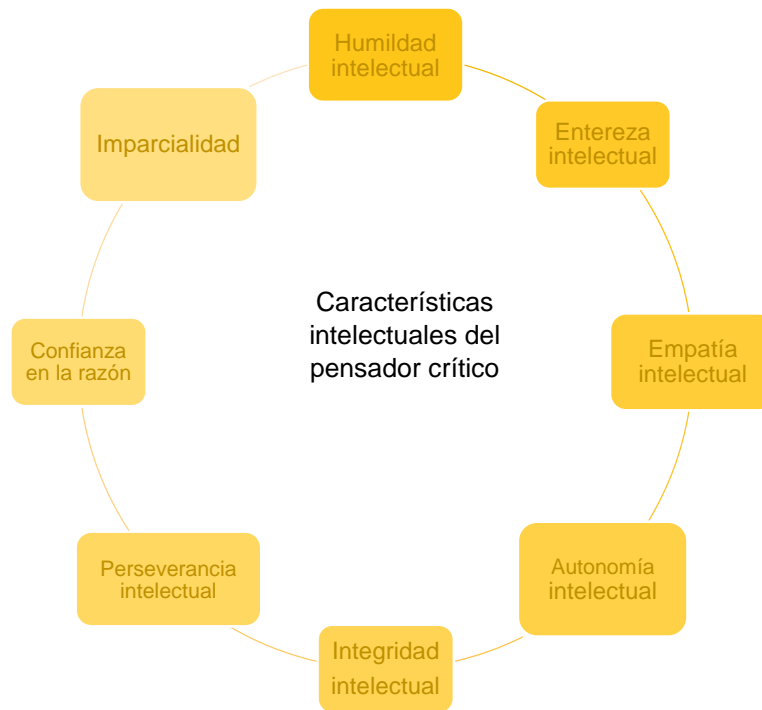 Humildad
intelectual
Entereza
intelectual
Empatía
intelectual
Autonomía
intelectual
Integridad
intelectual
Perseverancia
intelectual
Confianza
en la razón
Imparcialidad
Características
intelectuales del
pensador crítico